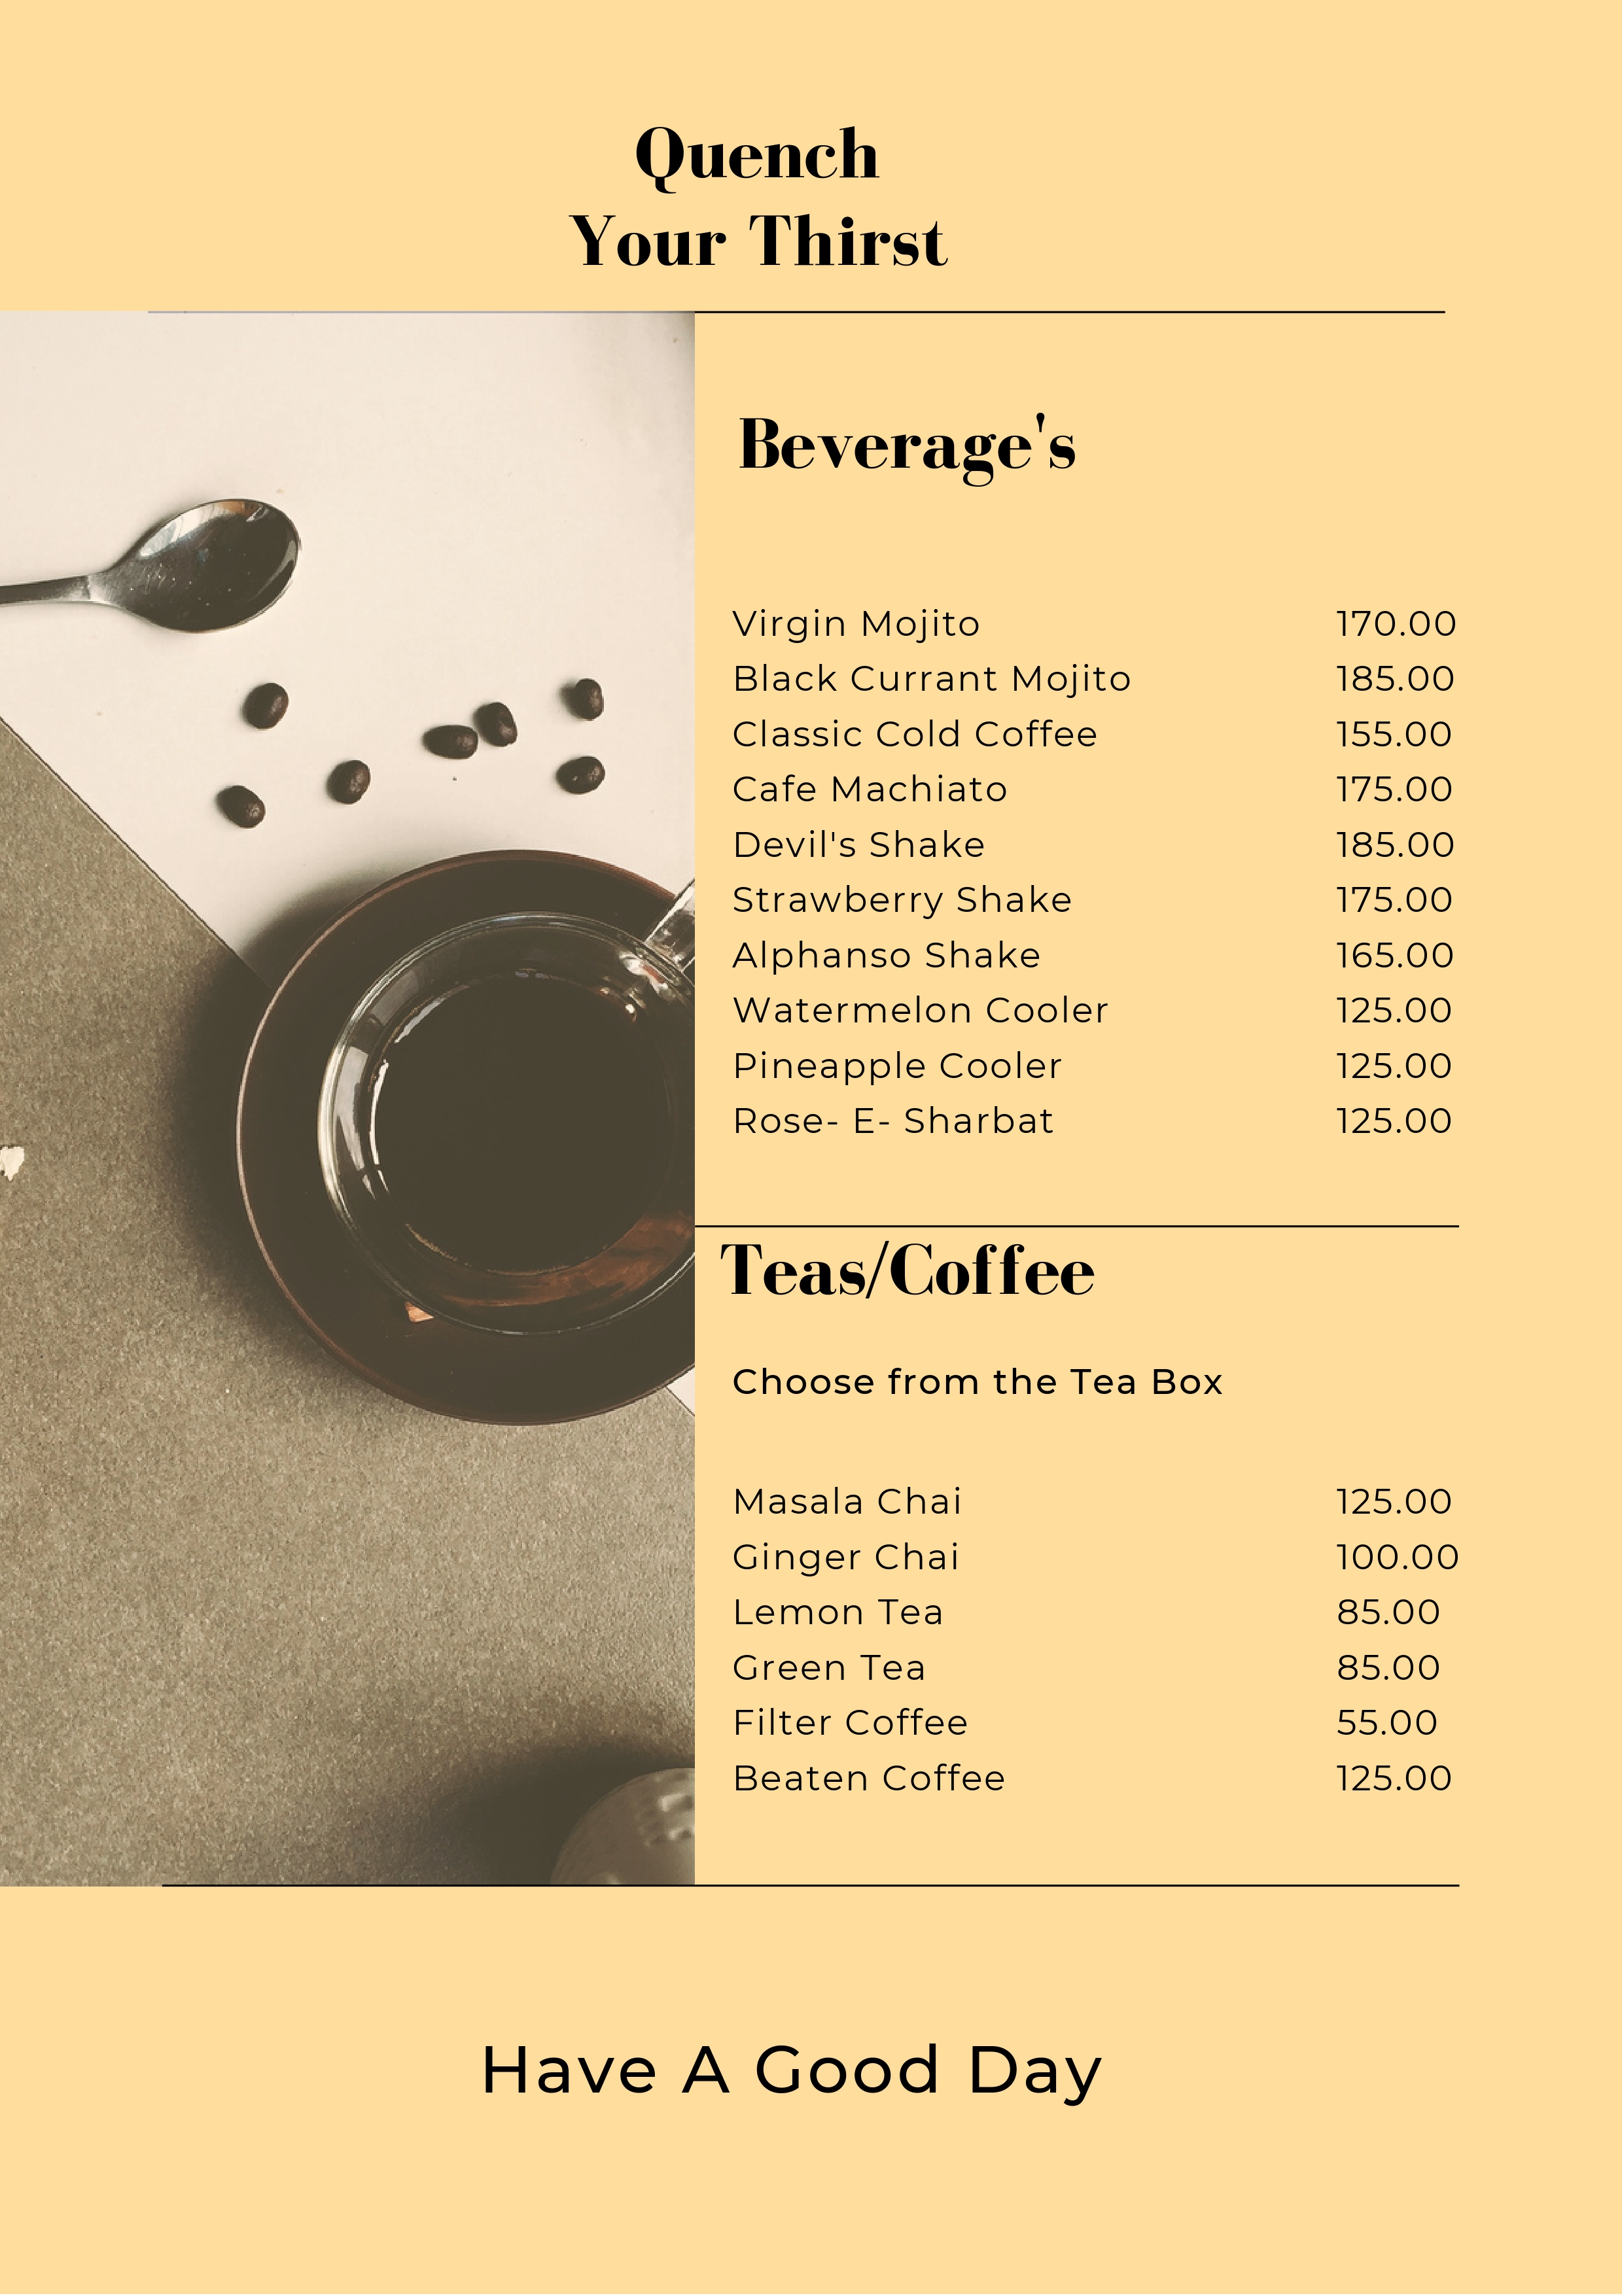 Quench
Your Thirst
Beverage's
Virgin Mojito 170.00
Black Currant Mojito 185.00
Classic Cold Coffee 155.00
Cafe Machiato 175.00
Devil's Shake 185.00
Strawberry Shake 175.00
Alphanso Shake 165.00
Watermelon Cooler 125.00
Pineapple Cooler 125.00
Rose- E- Sharbat 125.00
Teas/Coffee
Choose from the Tea Box
Masala Chai 125.00
Ginger Chai 100.00
Lemon Tea 85.00
Green Tea 85.00
Filter Coffee 55.00
Beaten Coffee 125.00
Have A Good Day